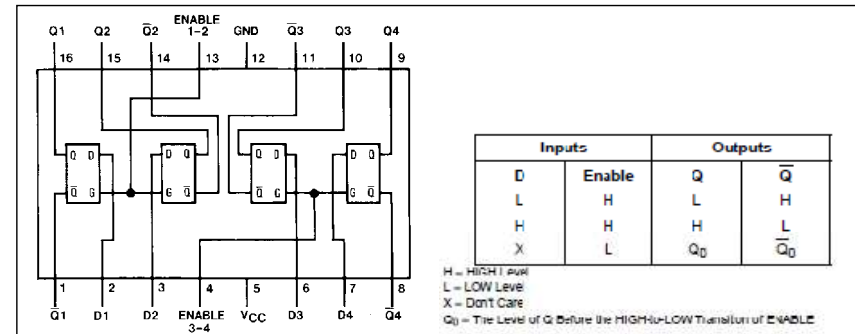 Q1 Q2 Q̅2 ENABLE 1-2 GND Q̅3 Q3 Q4
16 15 14 13 12 11 10 9
Q D D Q Q D D Q
Q̅ G G Q̅ Q̅ G G Q̅
1 2 3 4 5 6 7 8
Q̅1 D1 D2 ENABLE 3-4 VCC D3 D4 Q̅4
Inputs Outputs
D Enable Q Q̅
L H L H
H H H L
X L Q0 Q̅0
H – HIGH Level
L – LOW Level
X – Don't Care
Q0 – The Level of Q Before the HIGH-to-LOW Transition of ENABLE